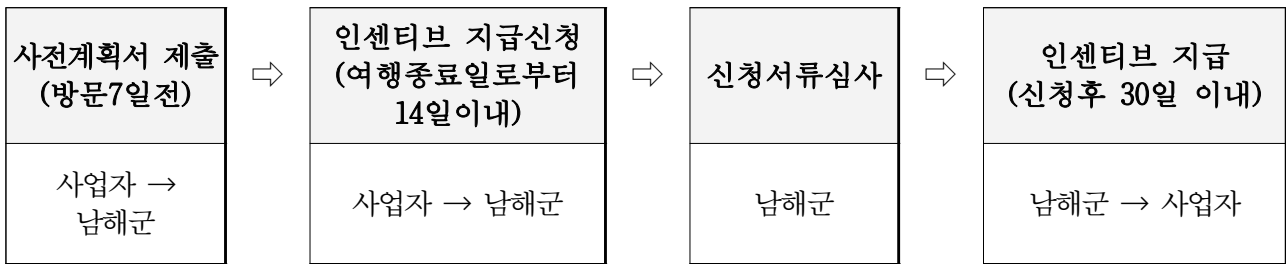 사전계획서 제출
(방문7일전)
사업자 →
남해군
⇨
인센티브 지급신청
(여행종료일로부터
14일이내)
사업자 → 남해군
⇨
신청서류심사
남해군
⇨
인센티브 지급
(신청후 30일 이내)
남해군 → 사업자